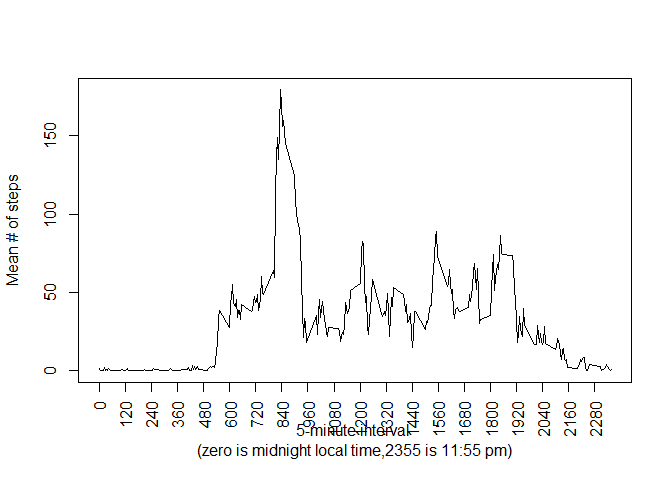 Mean # of steps
150
100
50
0
0 120 240 360 480 600 720 840 960 1080 1200 1320 1440 1560 1680 1800 1920 2040 2160 2280
5-minute-interval
(zero is midnight local time,2355 is 11:55 pm)